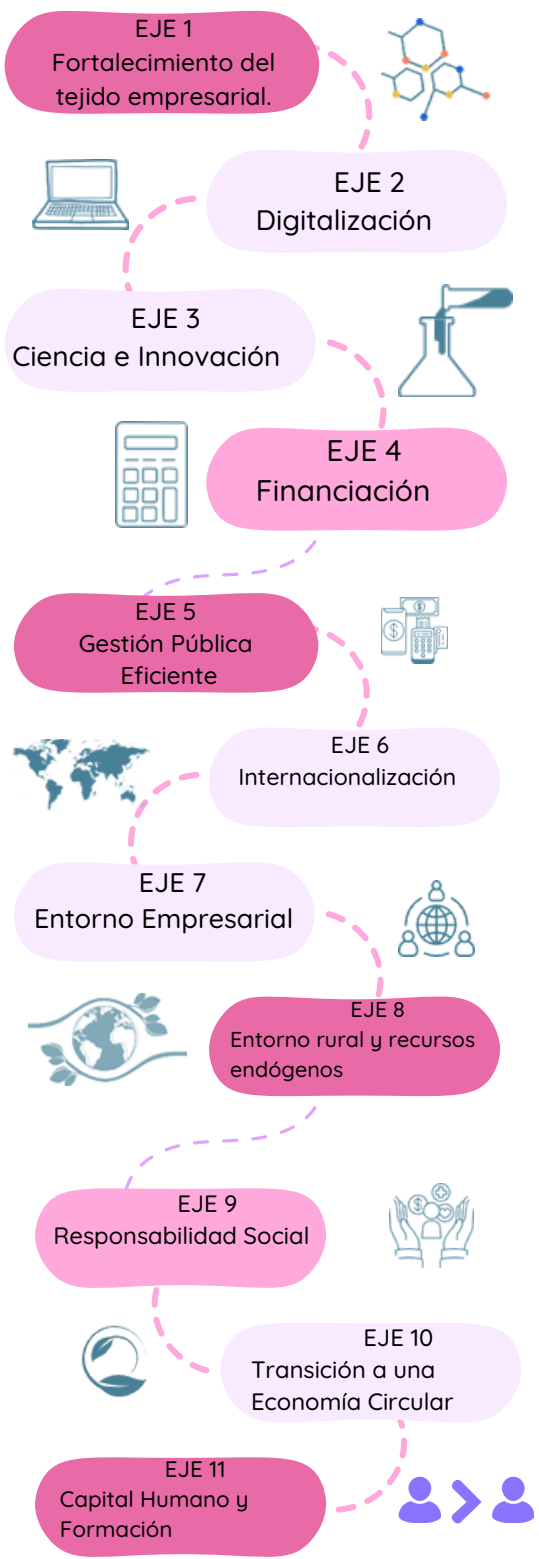 EJE 1
Fortalecimiento del
tejido empresarial.
EJE 2
Digitalización
EJE 3
Ciencia e Innovación
EJE 4
Financiación
EJE 5
Gestión Pública
Eficiente
EJE 6
Internacionalización
EJE 7
Entorno Empresarial
EJE 8
Entorno rural y recursos
endógenos
EJE 9
Responsabilidad Social
EJE 10
Transición a una
Economía Circular
EJE 11
Capital Humano y
Formación